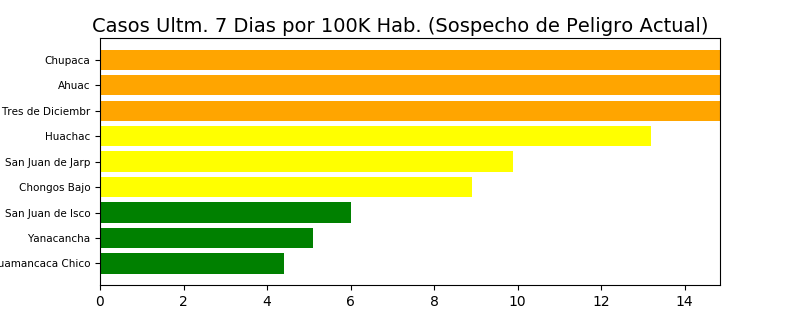 Casos Ultm. 7 Dias por 100K Hab. (Sospecho de Peligro Actual)
Chupaca
Ahuac
Tres de Diciembr
Huachac
San Juan de Jarp
Chongos Bajo
San Juan de Isco
Yanacancha
uamancaca Chico
0 2 4 6 8 10 12 14